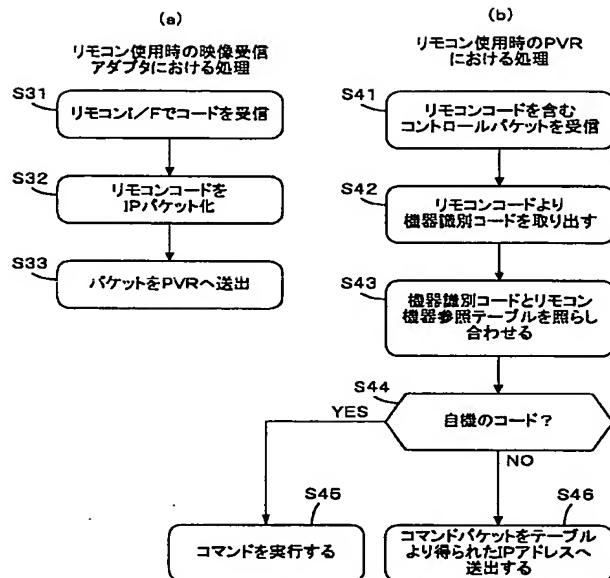 (a)
リモコン使用時の映像受信
アダプタにおける処理
S31
リモコンI/Fでコードを受信
S32
リモコンコードを
IPパケット化
S33
パケットをPVRへ送出
(b)
リモコン使用時のPVR
における処理
S41
リモコンコードを含む
コントロールパケットを受信
S42
リモコンコードより
機器識別コードを取り出す
S43
機器識別コードとリモコン
機器参照テーブルを照らし
合わせる
S44
自機のコード?
YES
NO
S45
コマンドを実行する
S46
コマンドパケットをテーブル
より得られたIPアドレスへ
送出する